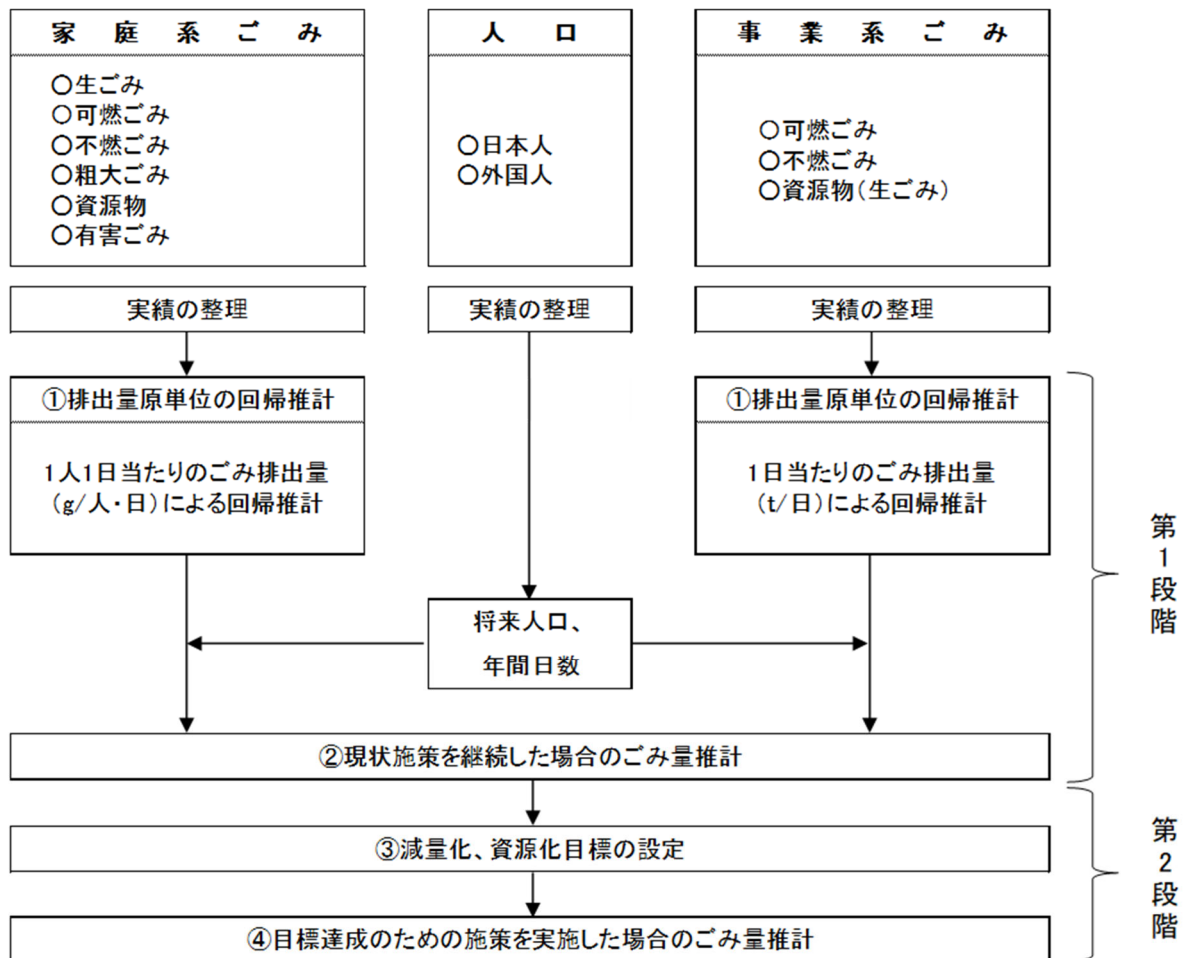 家庭系ごみ
○生ごみ
○可燃ごみ
○不燃ごみ
○粗大ごみ
○資源物
○有害ごみ
人口
○日本人
○外国人
事業系ごみ
○可燃ごみ
○不燃ごみ
○資源物(生ごみ)
実績の整理
実績の整理
実績の整理
①排出量原単位の回帰推計
1人1日当たりのごみ排出量
(g/人・日)による回帰推計
①排出量原単位の回帰推計
1日当たりのごみ排出量
(t/日)による回帰推計
将来人口、
年間日数
②現状施策を継続した場合のごみ量推計
第1段階
③減量化、資源化目標の設定
④目標達成のための施策を実施した場合のごみ量推計
第2段階